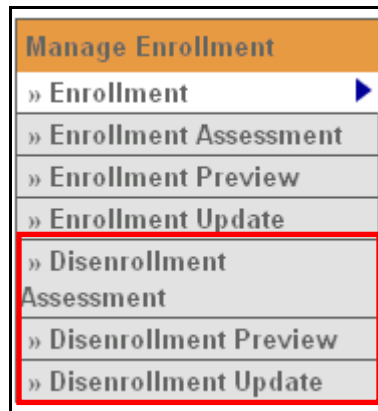 Manage Enrollment
» Enrollment
» Enrollment Assessment
» Enrollment Preview
» Enrollment Update
» Disenrollment
Assessment
» Disenrollment Preview
» Disenrollment Update